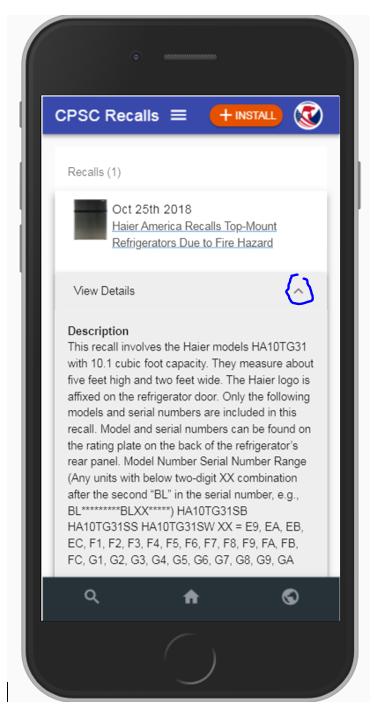 CPSC Recalls
+ INSTALL
Recalls (1)
Oct 25th 2018
Haier America Recalls Top-Mount
Refrigerators Due to Fire Hazard
View Details
Description
This recall involves the Haier models HA10TG31
with 10.1 cubic foot capacity. They measure about
five feet high and two feet wide. The Haier logo is
affixed on the refrigerator door. Only the following
models and serial numbers are included in this
recall. Model and serial numbers can be found on
the rating plate on the back of the refrigerator’s
rear panel. Model Number Serial Number Range
(Any units with below two-digit XX combination
after the second “BL” in the serial number, e.g.,
BL*********BLXX*****) HA10TG31SB
HA10TG31SS HA10TG31SW XX = E9, EA, EB,
EC, F1, F2, F3, F4, F5, F6, F7, F8, F9, FA, FB,
FC, G1, G2, G3, G4, G5, G6, G7, G8, G9, GA